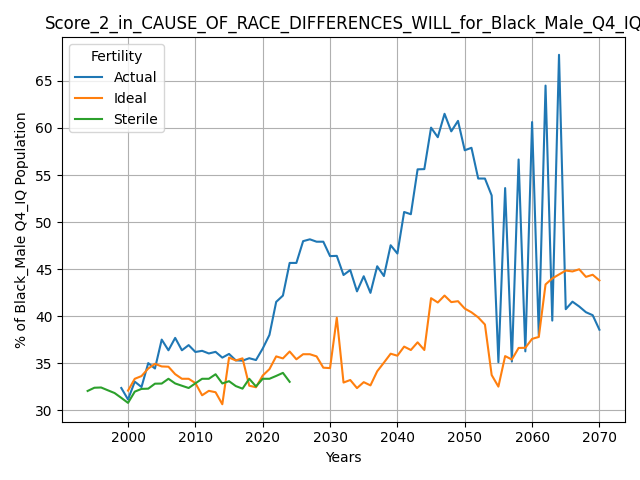 Score_2_in_CAUSE_OF_RACE_DIFFERENCES_WILL_for_Black_Male_Q4_IQ
Fertility
Actual
Ideal
Sterile
% of Black_Male Q4_IQ Population
65
60
55
50
45
40
35
30
2000 2010 2020 2030 2040 2050 2060 2070
Years